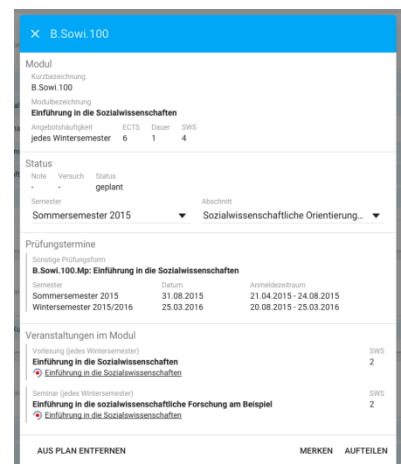 × B.Sowi.100
Modul
Kurzbezeichnung
B.Sowi.100
Modulbezeichnung
Einführung in die Sozialwissenschaften
Angebotshäufigkeit ECTS Dauer SWS
jedes Wintersemester 6 1 4
Status
Note Versuch Status
- - geplant
Semester Abschnitt
Sommersemester 2015 Sozialwissenschaftliche Orientierung...
Prüfungstermine
Sonstige Prüfungsform
B.Sowi.100.Mp: Einführung in die Sozialwissenschaften
Semester Datum Anmeldezeitraum
Sommersemester 2015 31.08.2015 21.04.2015 - 24.08.2015
Wintersemester 2015/2016 25.03.2016 20.08.2015 - 25.03.2016
Veranstaltungen im Modul
Vorlesung (jedes Wintersemester) SWS
Einführung in die Sozialwissenschaften 2
Einführung in die Sozialswissenschaften
Seminar (jedes Wintersemester) SWS
Einführung in die sozialwissenschaftliche Forschung am Beispiel 2
Einführung in die Sozialswissenschaften
AUS PLAN ENTFERNEN MERKEN AUFTEILEN